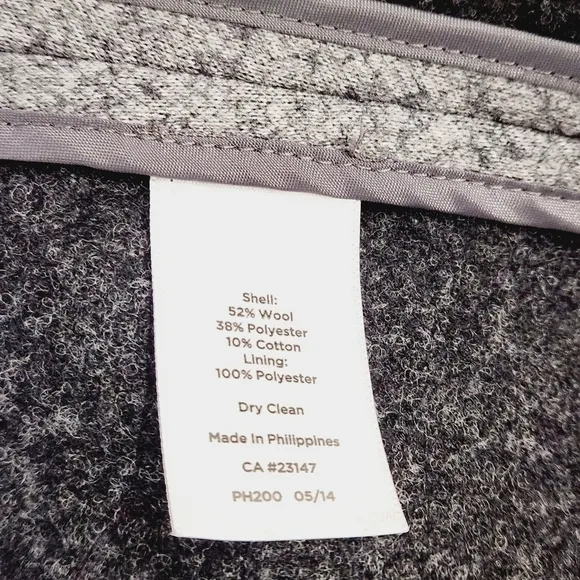 Shell:
52% Wool
38% Polyester
10% Cotton
Lining:
100% Polyester
Dry Clean
Made In Philippines
CA #23147
PH200 05/14